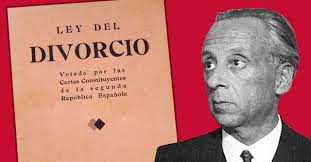 LEY DEL
DIVORCIO
Votada por las
Cortes Constituyentes
de la segunda
República Española